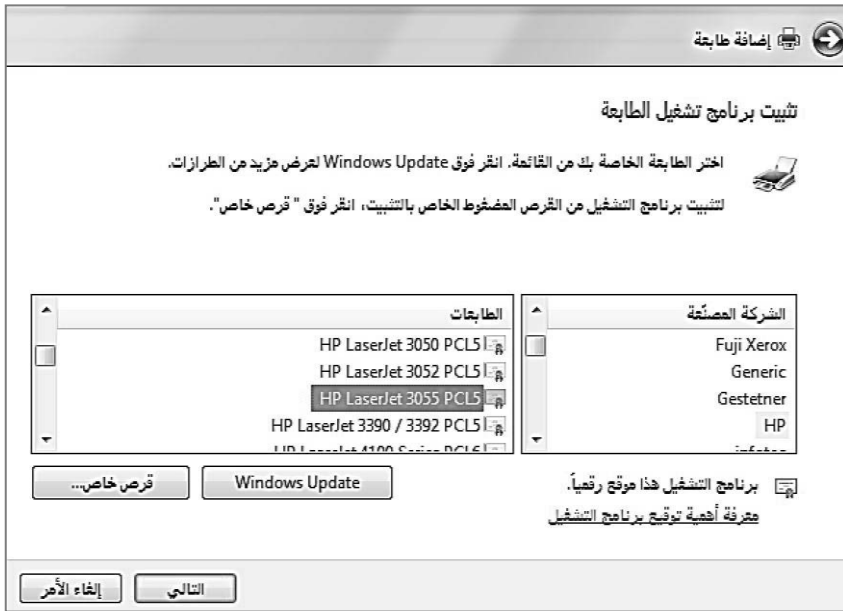 إضافة طابعة
تثبيت برنامج تشغيل الطابعة
اختر الطابعة الخاصة بك من القائمة. انقر فوق Windows Update لعرض مزيد من الطرازات.
لتثبيت برنامج التشغيل من القرص المضغوط الخاص بالتثبيت، انقر فوق " قرص خاص".
الشركة المصنّعة
Fuji Xerox
Generic
Gestetner
HP
الطابعات
HP LaserJet 3050 PCL5
HP LaserJet 3052 PCL5
HP LaserJet 3055 PCL5
HP LaserJet 3390 / 3392 PCL5
برنامج التشغيل هذا موقع رقمياً.
معرفة أهمية توقيع برنامج التشغيل
Windows Update
قرص خاص...
التالي
إلغاء الأمر